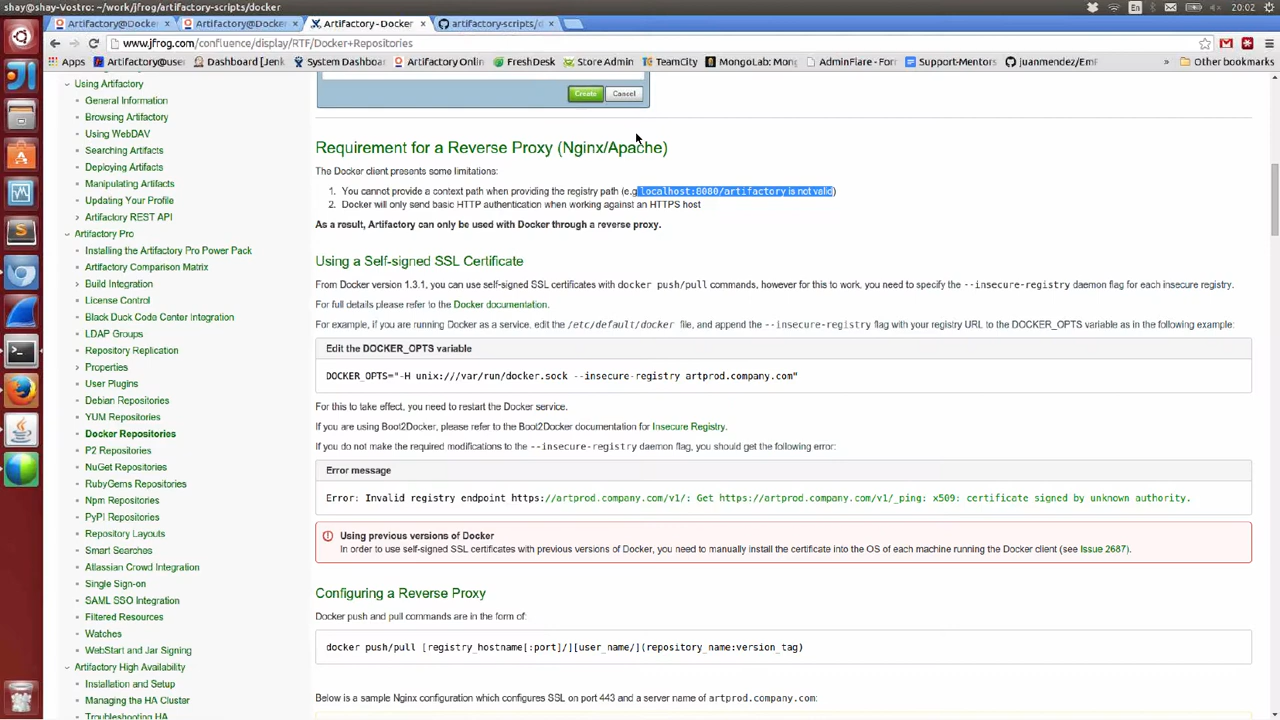 shay@shay-Vostro: ~/work/jfrog/artifactory-scripts/docker
En
20:02
Artifactory@Docke ×
Artifactory@Docke ×
Artifactory - Docker ×
artifactory-scripts/d ×
www.jfrog.com/confluence/display/RTF/Docker+Repositories
Apps
Artifactory@user
Dashboard [Jenk
Artifactory Onlin
FreshDesk
Store Admin
TeamCity
MongoLab: Mong
AdminFlare - Four
Support-Mentors
juanmendez/Emf
»
Other bookmarks
Using Artifactory
General Information
Browsing Artifactory
Using WebDAV
Searching Artifacts
Deploying Artifacts
Manipulating Artifacts
Updating Your Profile
Artifactory REST API
Artifactory Pro
Installing the Artifactory Pro Power Pack
Artifactory Comparison Matrix
Build Integration
License Control
Black Duck Code Center Integration
LDAP Groups
Repository Replication
Properties
User Plugins
Debian Repositories
YUM Repositories
Docker Repositories
P2 Repositories
NuGet Repositories
RubyGems Repositories
Npm Repositories
PyPI Repositories
Repository Layouts
Smart Searches
Atlassian Crowd Integration
Single Sign-on
SAML SSO Integration
Filtered Resources
Watches
WebStart and Jar Signing
Artifactory High Availability
Installation and Setup
Managing the HA Cluster
Troubleshooting HA
Create
Cancel
Requirement for a Reverse Proxy (Nginx/Apache)
The Docker client presents some limitations:
1. You cannot provide a context path when providing the registry path (e.g localhost:8080/artifactory is not valid)
2. Docker will only send basic HTTP authentication when working against an HTTPS host
As a result, Artifactory can only be used with Docker through a reverse proxy.
Using a Self-signed SSL Certificate
From Docker version 1.3.1, you can use self-signed SSL certificates with docker push/pull commands, however for this to work, you need to specify the --insecure-registry daemon flag for each insecure registry.
For full details please refer to the Docker documentation.
For example, if you are running Docker as a service, edit the /etc/default/docker file, and append the --insecure-registry flag with your registry URL to the DOCKER_OPTS variable as in the following example:
Edit the DOCKER_OPTS variable
DOCKER_OPTS="-H unix:///var/run/docker.sock --insecure-registry artprod.company.com"
For this to take effect, you need to restart the Docker service.
If you are using Boot2Docker, please refer to the Boot2Docker documentation for Insecure Registry.
If you do not make the required modifications to the --insecure-registry daemon flag, you should get the following error:
Error message
Error: Invalid registry endpoint https://artprod.company.com/v1/: Get https://artprod.company.com/v1/_ping: x509: certificate signed by unknown authority.
Using previous versions of Docker
In order to use self-signed SSL certificates with previous versions of Docker, you need to manually install the certificate into the OS of each machine running the Docker client (see Issue 2687).
Configuring a Reverse Proxy
Docker push and pull commands are in the form of:
docker push/pull [registry_hostname[:port]/][user_name/](repository_name:version_tag)
Below is a sample Nginx configuration which configures SSL on port 443 and a server name of artprod.company.com: